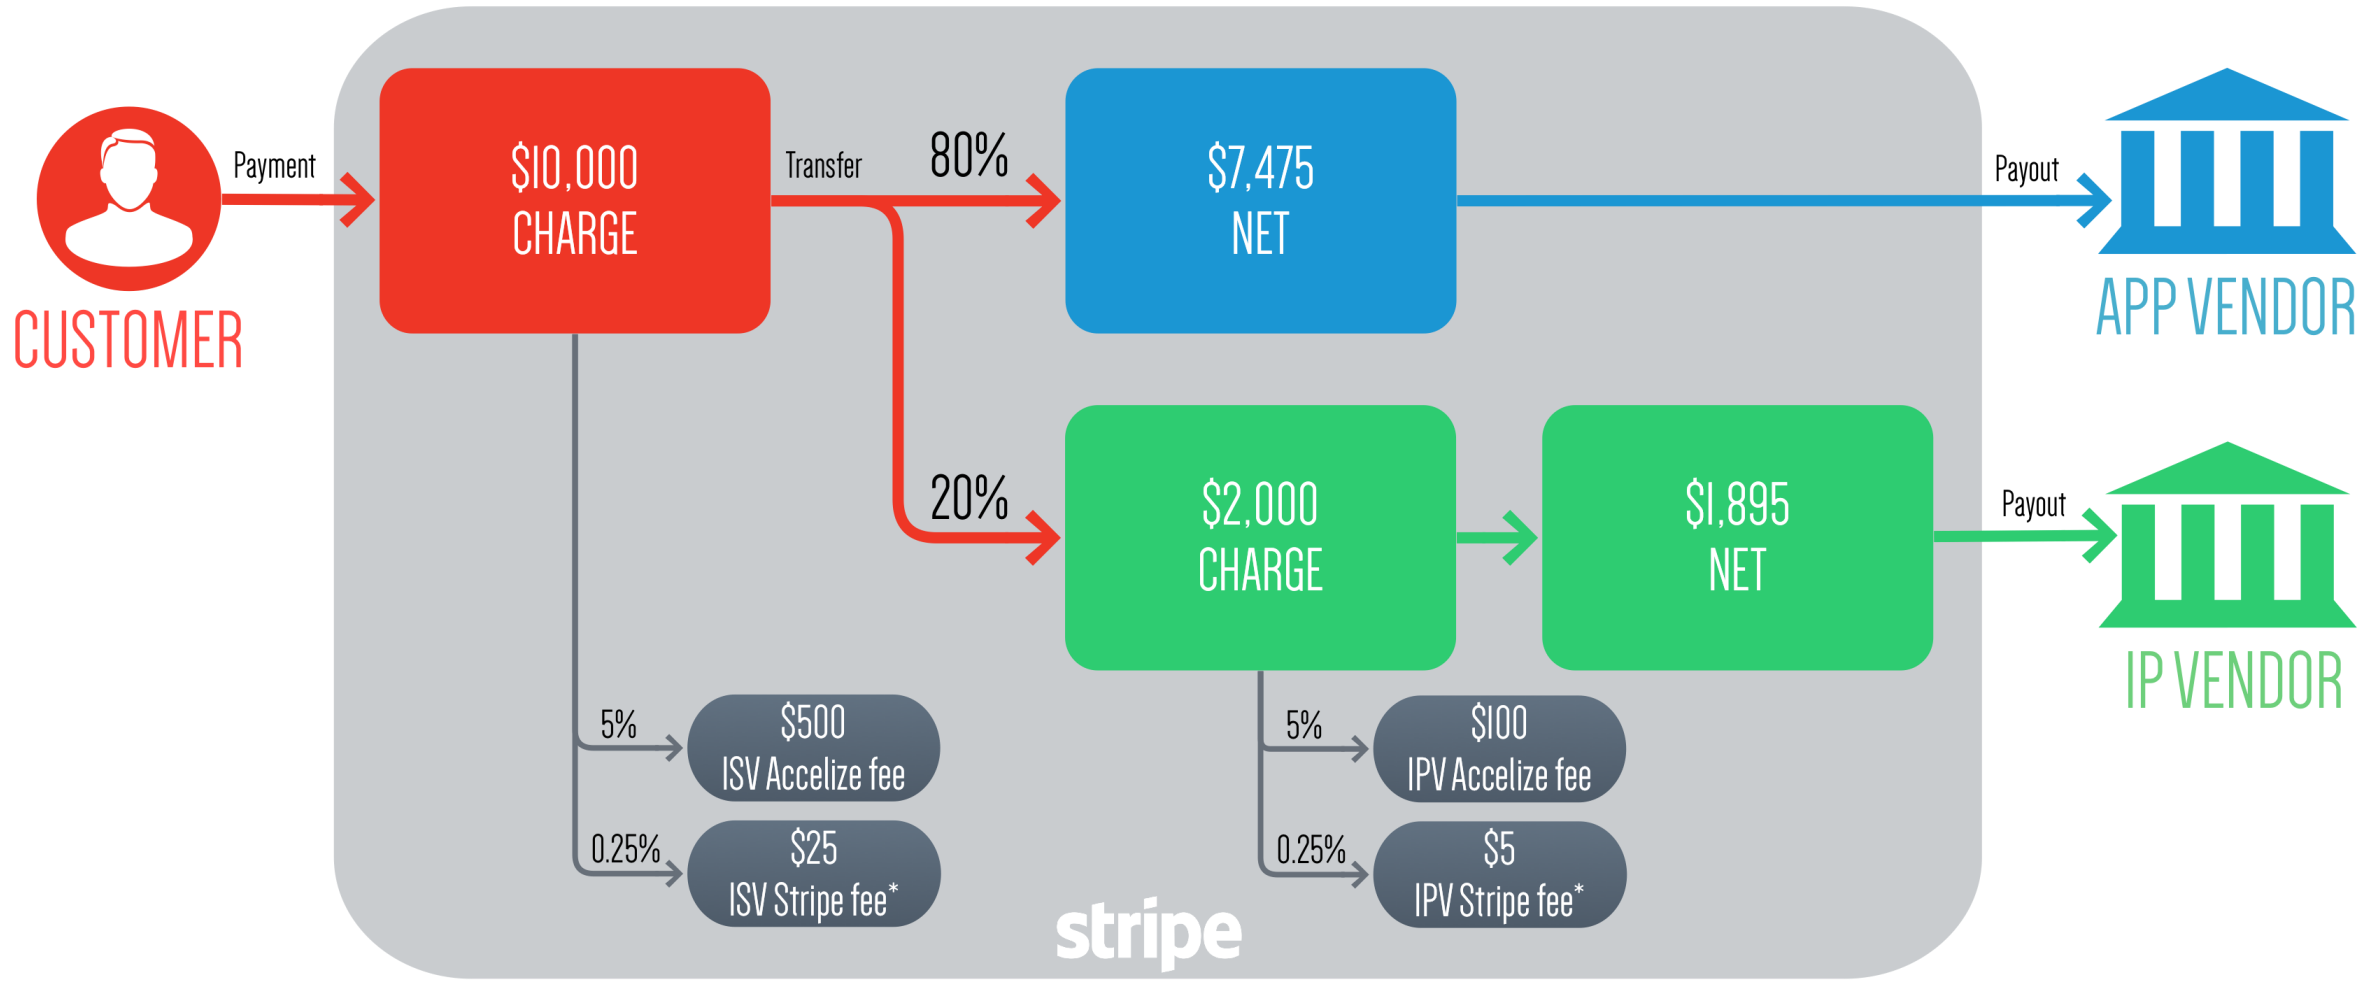 CUSTOMER
Payment
$10,000
CHARGE
Transfer
80%
$7,475
NET
Payout
APP VENDOR
20%
$2,000
CHARGE
$1,895
NET
Payout
IP VENDOR
5%
$500
ISV Accelize fee
0.25%
$25
ISV Stripe fee*
5%
$100
IPV Accelize fee
0.25%
$5
IPV Stripe fee*
stripe